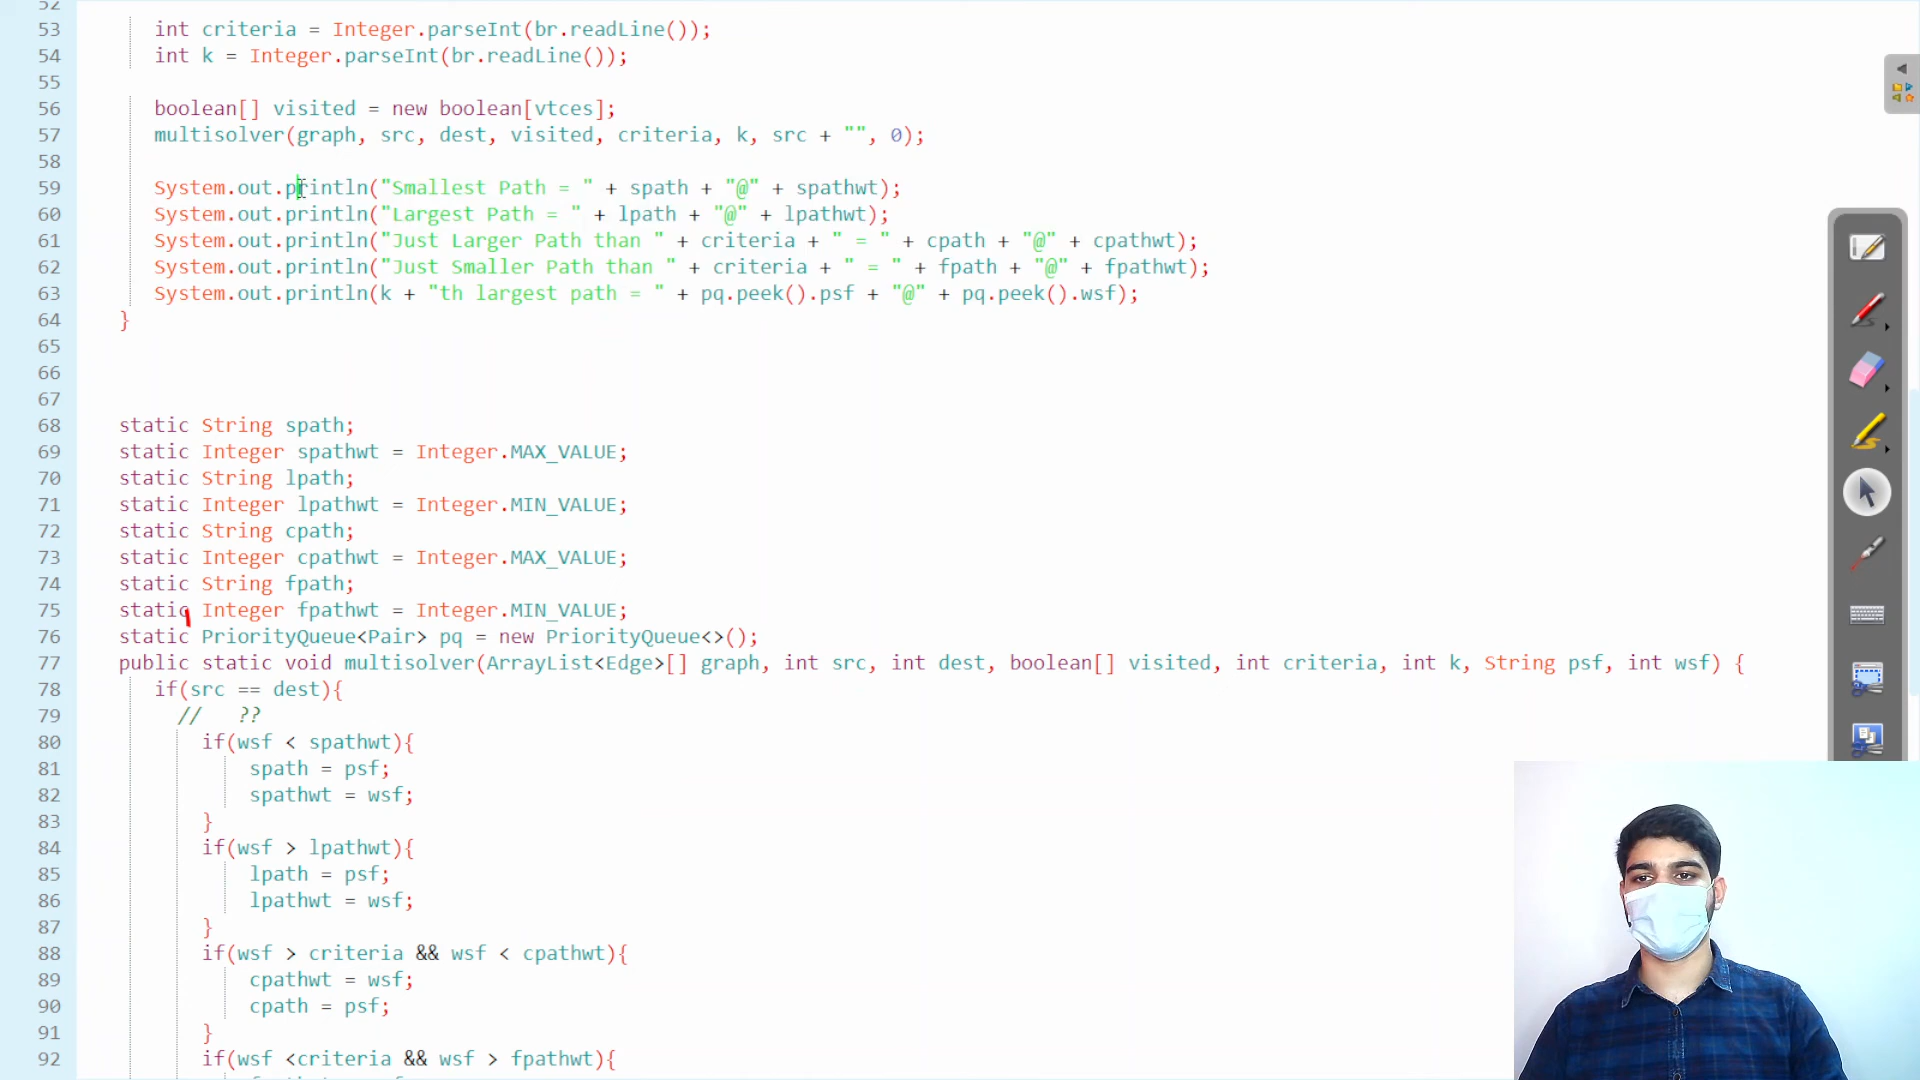 52
53 int criteria = Integer.parseInt(br.readLine());
54 int k = Integer.parseInt(br.readLine());
55
56 boolean[] visited = new boolean[vtces];
57 multisolver(graph, src, dest, visited, criteria, k, src + "", 0);
58
59 System.out.println("Smallest Path = " + spath + "@" + spathwt);
60 System.out.println("Largest Path = " + lpath + "@" + lpathwt);
61 System.out.println("Just Larger Path than " + criteria + " = " + cpath + "@" + cpathwt);
62 System.out.println("Just Smaller Path than " + criteria + " = " + fpath + "@" + fpathwt);
63 System.out.println(k + "th largest path = " + pq.peek().psf + "@" + pq.peek().wsf);
64 }
65
66
67
68 static String spath;
69 static Integer spathwt = Integer.MAX_VALUE;
70 static String lpath;
71 static Integer lpathwt = Integer.MIN_VALUE;
72 static String cpath;
73 static Integer cpathwt = Integer.MAX_VALUE;
74 static String fpath;
75 static Integer fpathwt = Integer.MIN_VALUE;
76 static PriorityQueue<Pair> pq = new PriorityQueue<>();
77 public static void multisolver(ArrayList<Edge>[] graph, int src, int dest, boolean[] visited, int criteria, int k, String psf, int wsf) {
78 if(src == dest){
79 // ??
80 if(wsf < spathwt){
81 spath = psf;
82 spathwt = wsf;
83 }
84 if(wsf > lpathwt){
85 lpath = psf;
86 lpathwt = wsf;
87 }
88 if(wsf > criteria && wsf < cpathwt){
89 cpathwt = wsf;
90 cpath = psf;
91 }
92 if(wsf <criteria && wsf > fpathwt){